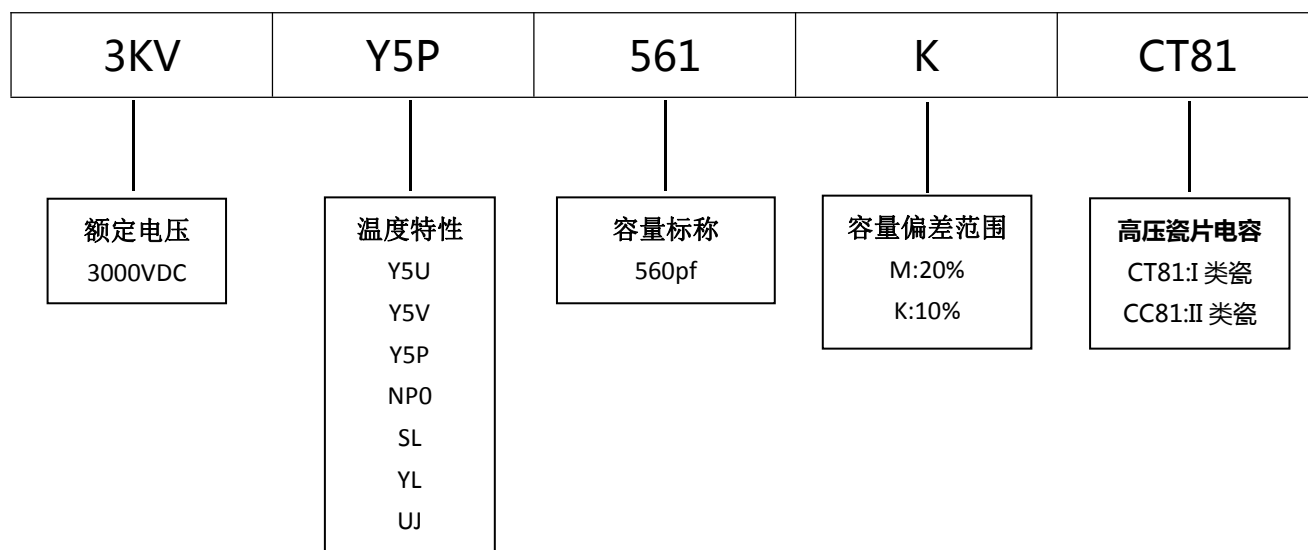 3KV Y5P 561 K CT81
额定电压
3000VDC
温度特性
Y5U
Y5V
Y5P
NP0
SL
YL
UJ
容量标称
560pf
容量偏差范围
M:20%
K:10%
高压瓷片电容
CT81:I 类瓷
CC81:II 类瓷